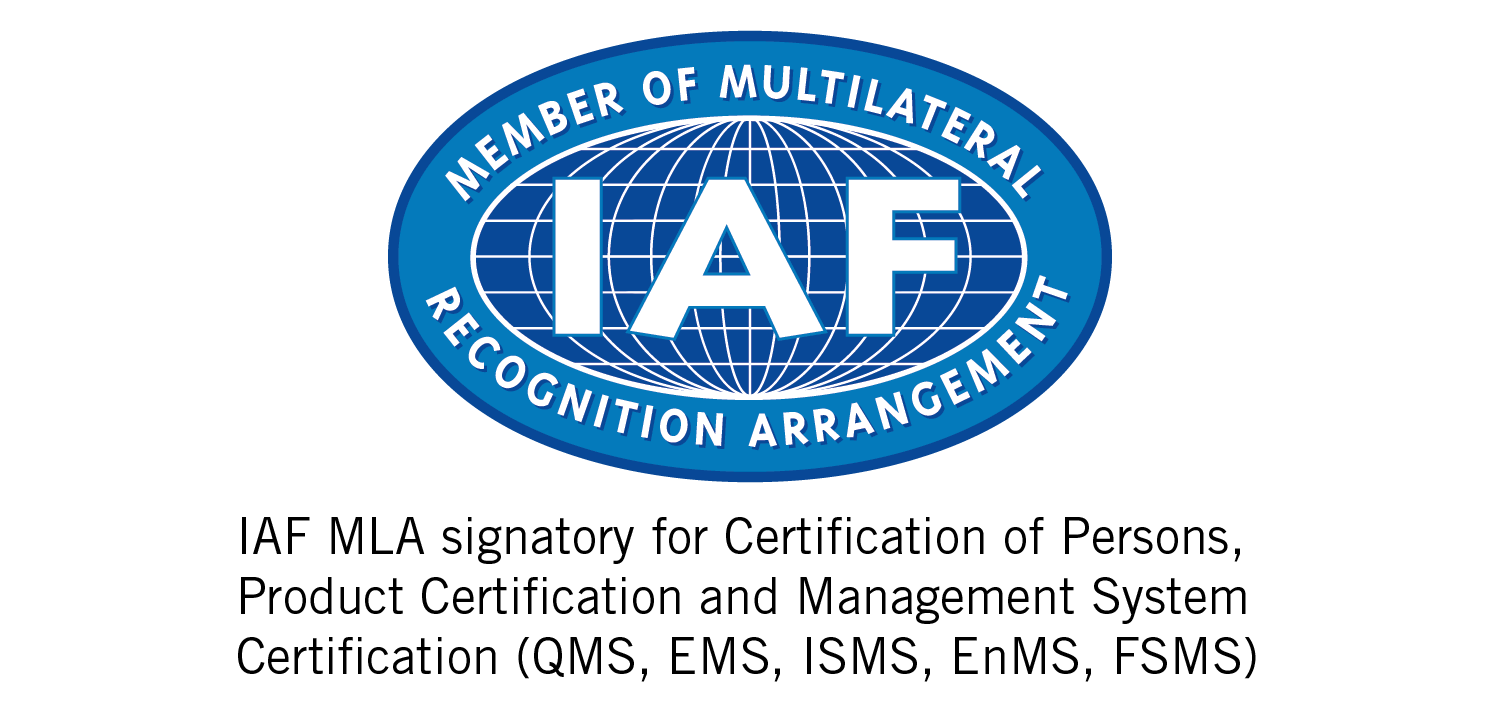 MEMBER OF MULTILATERAL
IAF
RECOGNITION ARRANGEMENT
IAF MLA signatory for Certification of Persons,
Product Certification and Management System
Certification (QMS, EMS, ISMS, EnMS, FSMS)